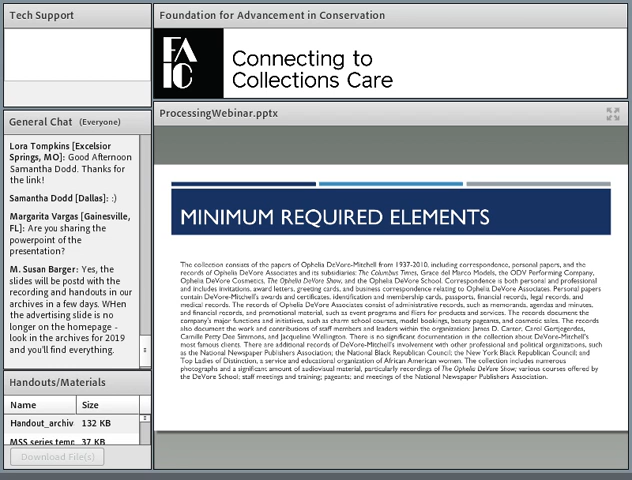 Tech Support
Foundation for Advancement in Conservation
FAIC
Connecting to
Collections Care
General Chat (Everyone)
Lora Tompkins [Excelsior
Springs, MO]: Good Afternoon
Samantha Dodd. Thanks for
the link!
Samantha Dodd [Dallas]: :)
Margarita Vargas [Gainesville,
FL]: Are you sharing the
powerpoint of the
presentation?
M. Susan Barger: Yes, the
slides will be postd with the
recording and handouts in our
archives in a few days. WHen
the advertising slide is no
longer on the homepage -
look in the archives for 2019
and you'll find everything.
Handouts/Materials
Name Size
Handout_archiv 132 KB
MSS series temp 37 KB
Download File(s)
ProcessingWebinar.pptx
MINIMUM REQUIRED ELEMENTS
The collection consists of the papers of Ophelia DeVore-Mitchell from 1937-2010, including correspondence, personal papers, and the
records of Ophelia DeVore Associates and its subsidiaries: The Columbus Times, Grace del Marco Models, the ODV Performing Company,
Ophelia DeVore Cosmetics, The Ophelia DeVore Show, and the Ophelia DeVore School. Correspondence is both personal and professional
and includes invitations, award letters, greeting cards, and business correspondence relating to Ophelia DeVore Associates. Personal papers
contain DeVore-Mitchell's awards and certificates, identification and membership cards, passports, financial records, legal records, and
medical records. The records of Ophelia DeVore Associates consist of administrative records, such as memoranda, agendas and minutes,
and financial records, and promotional material, such as event programs and fliers for products and services. The records document the
company's major functions and initiatives, such as charm school courses, model bookings, beauty pageants, and cosmetic sales. The records
also document the work and contributions of staff members and leaders within the organization: James D. Carter, Carol
Camille Perry Dee Simmons, and Jacqueline Wellington. There is no significant documentation in the collection about DeVore-Mitchell's
most famous clients. There are additional records of DeVore-Mitchell's involvement with other professional and political organizations, such
as the National Newspaper Publishers Association; the National Black Republican Council; the New York Black Republican Council; and
Top Ladies of Distinction, a service and educational organization of African American women. The collection includes numerous
photographs and a significant amount of audiovisual material, particularly recordings of The Ophelia DeVore Show; various courses offered by
the DeVore School; staff meetings and training; pageants; and meetings of the National Newspaper Publishers Association.